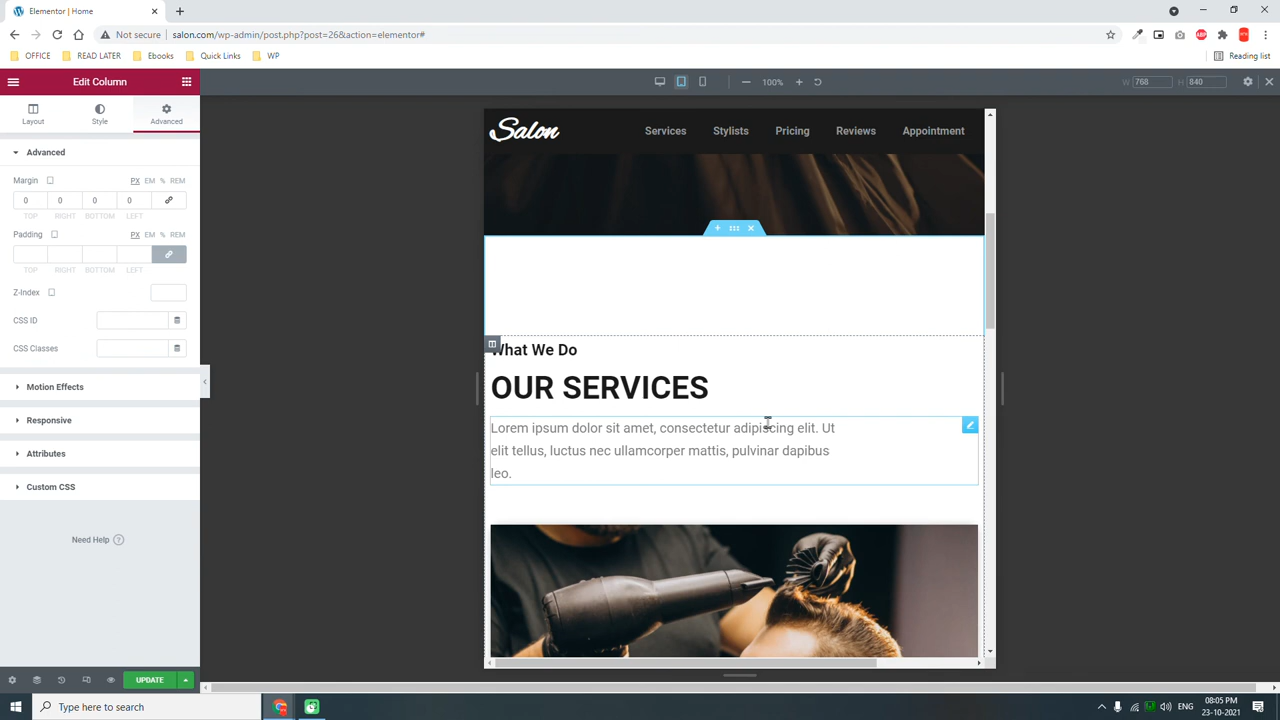 Elementor | Home
Not secure
salon.com/wp-admin/post.php?post=26&action=elementor#
OFFICE
READ LATER
Ebooks
Quick Links
WP
Reading list
Edit Column
100%
W 768
H 840
Layout
Style
Advanced
Advanced
Margin
PX EM % REM
0 0 0 0
TOP RIGHT BOTTOM LEFT
Padding
PX EM % REM
TOP RIGHT BOTTOM LEFT
Z-Index
CSS ID
CSS Classes
Motion Effects
Responsive
Attributes
Custom CSS
Need Help ?
UPDATE
Salon
Services
Stylists
Pricing
Reviews
Appointment
What We Do
OUR SERVICES
Lorem ipsum dolor sit amet, consectetur adipiscing elit. Ut
elit tellus, luctus nec ullamcorper mattis, pulvinar dapibus
leo.
Type here to search
ENG
08:05 PM
23-10-2021